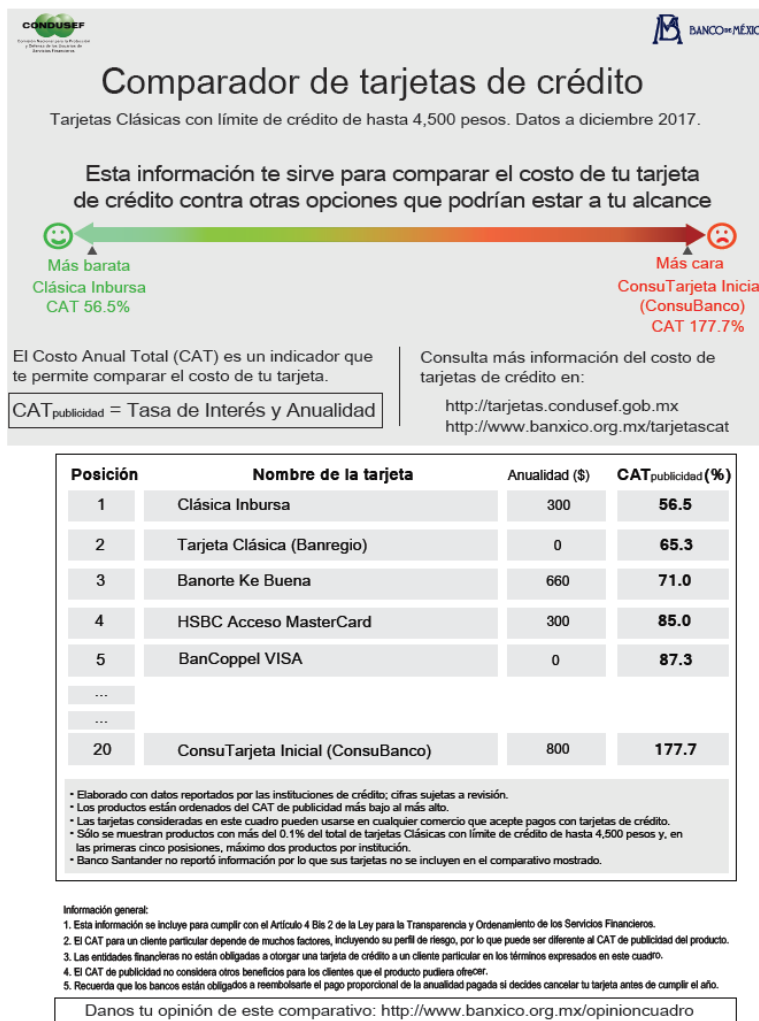 CONDUSEF
Comisión Nacional para la Protección
y Defensa de los Usuarios de
Servicios Financieros
BANCO DE MÉXICO
Comparador de tarjetas de crédito
Tarjetas Clásicas con límite de crédito de hasta 4,500 pesos. Datos a diciembre 2017.
Esta información te sirve para comparar el costo de tu tarjeta
de crédito contra otras opciones que podrían estar a tu alcance
Más barata
Clásica Inbursa
CAT 56.5%
Más cara
ConsuTarjeta Inicial
(ConsuBanco)
CAT 177.7%
El Costo Anual Total (CAT) es un indicador que
te permite comparar el costo de tu tarjeta.
CATpublicidad = Tasa de Interés y Anualidad
Consulta más información del costo de
tarjetas de crédito en:
http://tarjetas.condusef.gob.mx
http://www.banxico.org.mx/tarjetascat
Posición Nombre de la tarjeta Anualidad ($) CATpublicidad(%)
1 Clásica Inbursa 300 56.5
2 Tarjeta Clásica (Banregio) 0 65.3
3 Banorte Ke Buena 660 71.0
4 HSBC Acceso MasterCard 300 85.0
5 BanCoppel VISA 0 87.3
...
...
20 ConsuTarjeta Inicial (ConsuBanco) 800 177.7
• Elaborado con datos reportados por las instituciones de crédito; cifras sujetas a revisión.
• Los productos están ordenados del CAT de publicidad más bajo al más alto.
• Las tarjetas consideradas en este cuadro pueden usarse en cualquier comercio que acepte pagos con tarjetas de crédito.
• Sólo se muestran productos con más del 0.1% del total de tarjetas Clásicas con límite de crédito de hasta 4,500 pesos y, en
las primeras cinco posiciones, máximo dos productos por institución.
• Banco Santander no reportó información por lo que sus tarjetas no se incluyen en el comparativo mostrado.
Información general:
1. Esta información se incluye para cumplir con el Artículo 4 Bis 2 de la Ley para la Transparencia y Ordenamiento de los Servicios Financieros.
2. El CAT para un cliente particular depende de muchos factores, incluyendo su perfil de riesgo, por lo que puede ser diferente al CAT de publicidad del producto.
3. Las entidades financieras no están obligadas a otorgar una tarjeta de crédito a un cliente particular en los términos expresados en este cuadro.
4. El CAT de publicidad no considera otros beneficios para los clientes que el producto pudiera ofrecer.
5. Recuerda que los bancos están obligados a reembolsarte el pago proporcional de la anualidad pagada si decides cancelar tu tarjeta antes de cumplir el año.
Danos tu opinión de este comparativo: http://www.banxico.org.mx/opinioncuadro